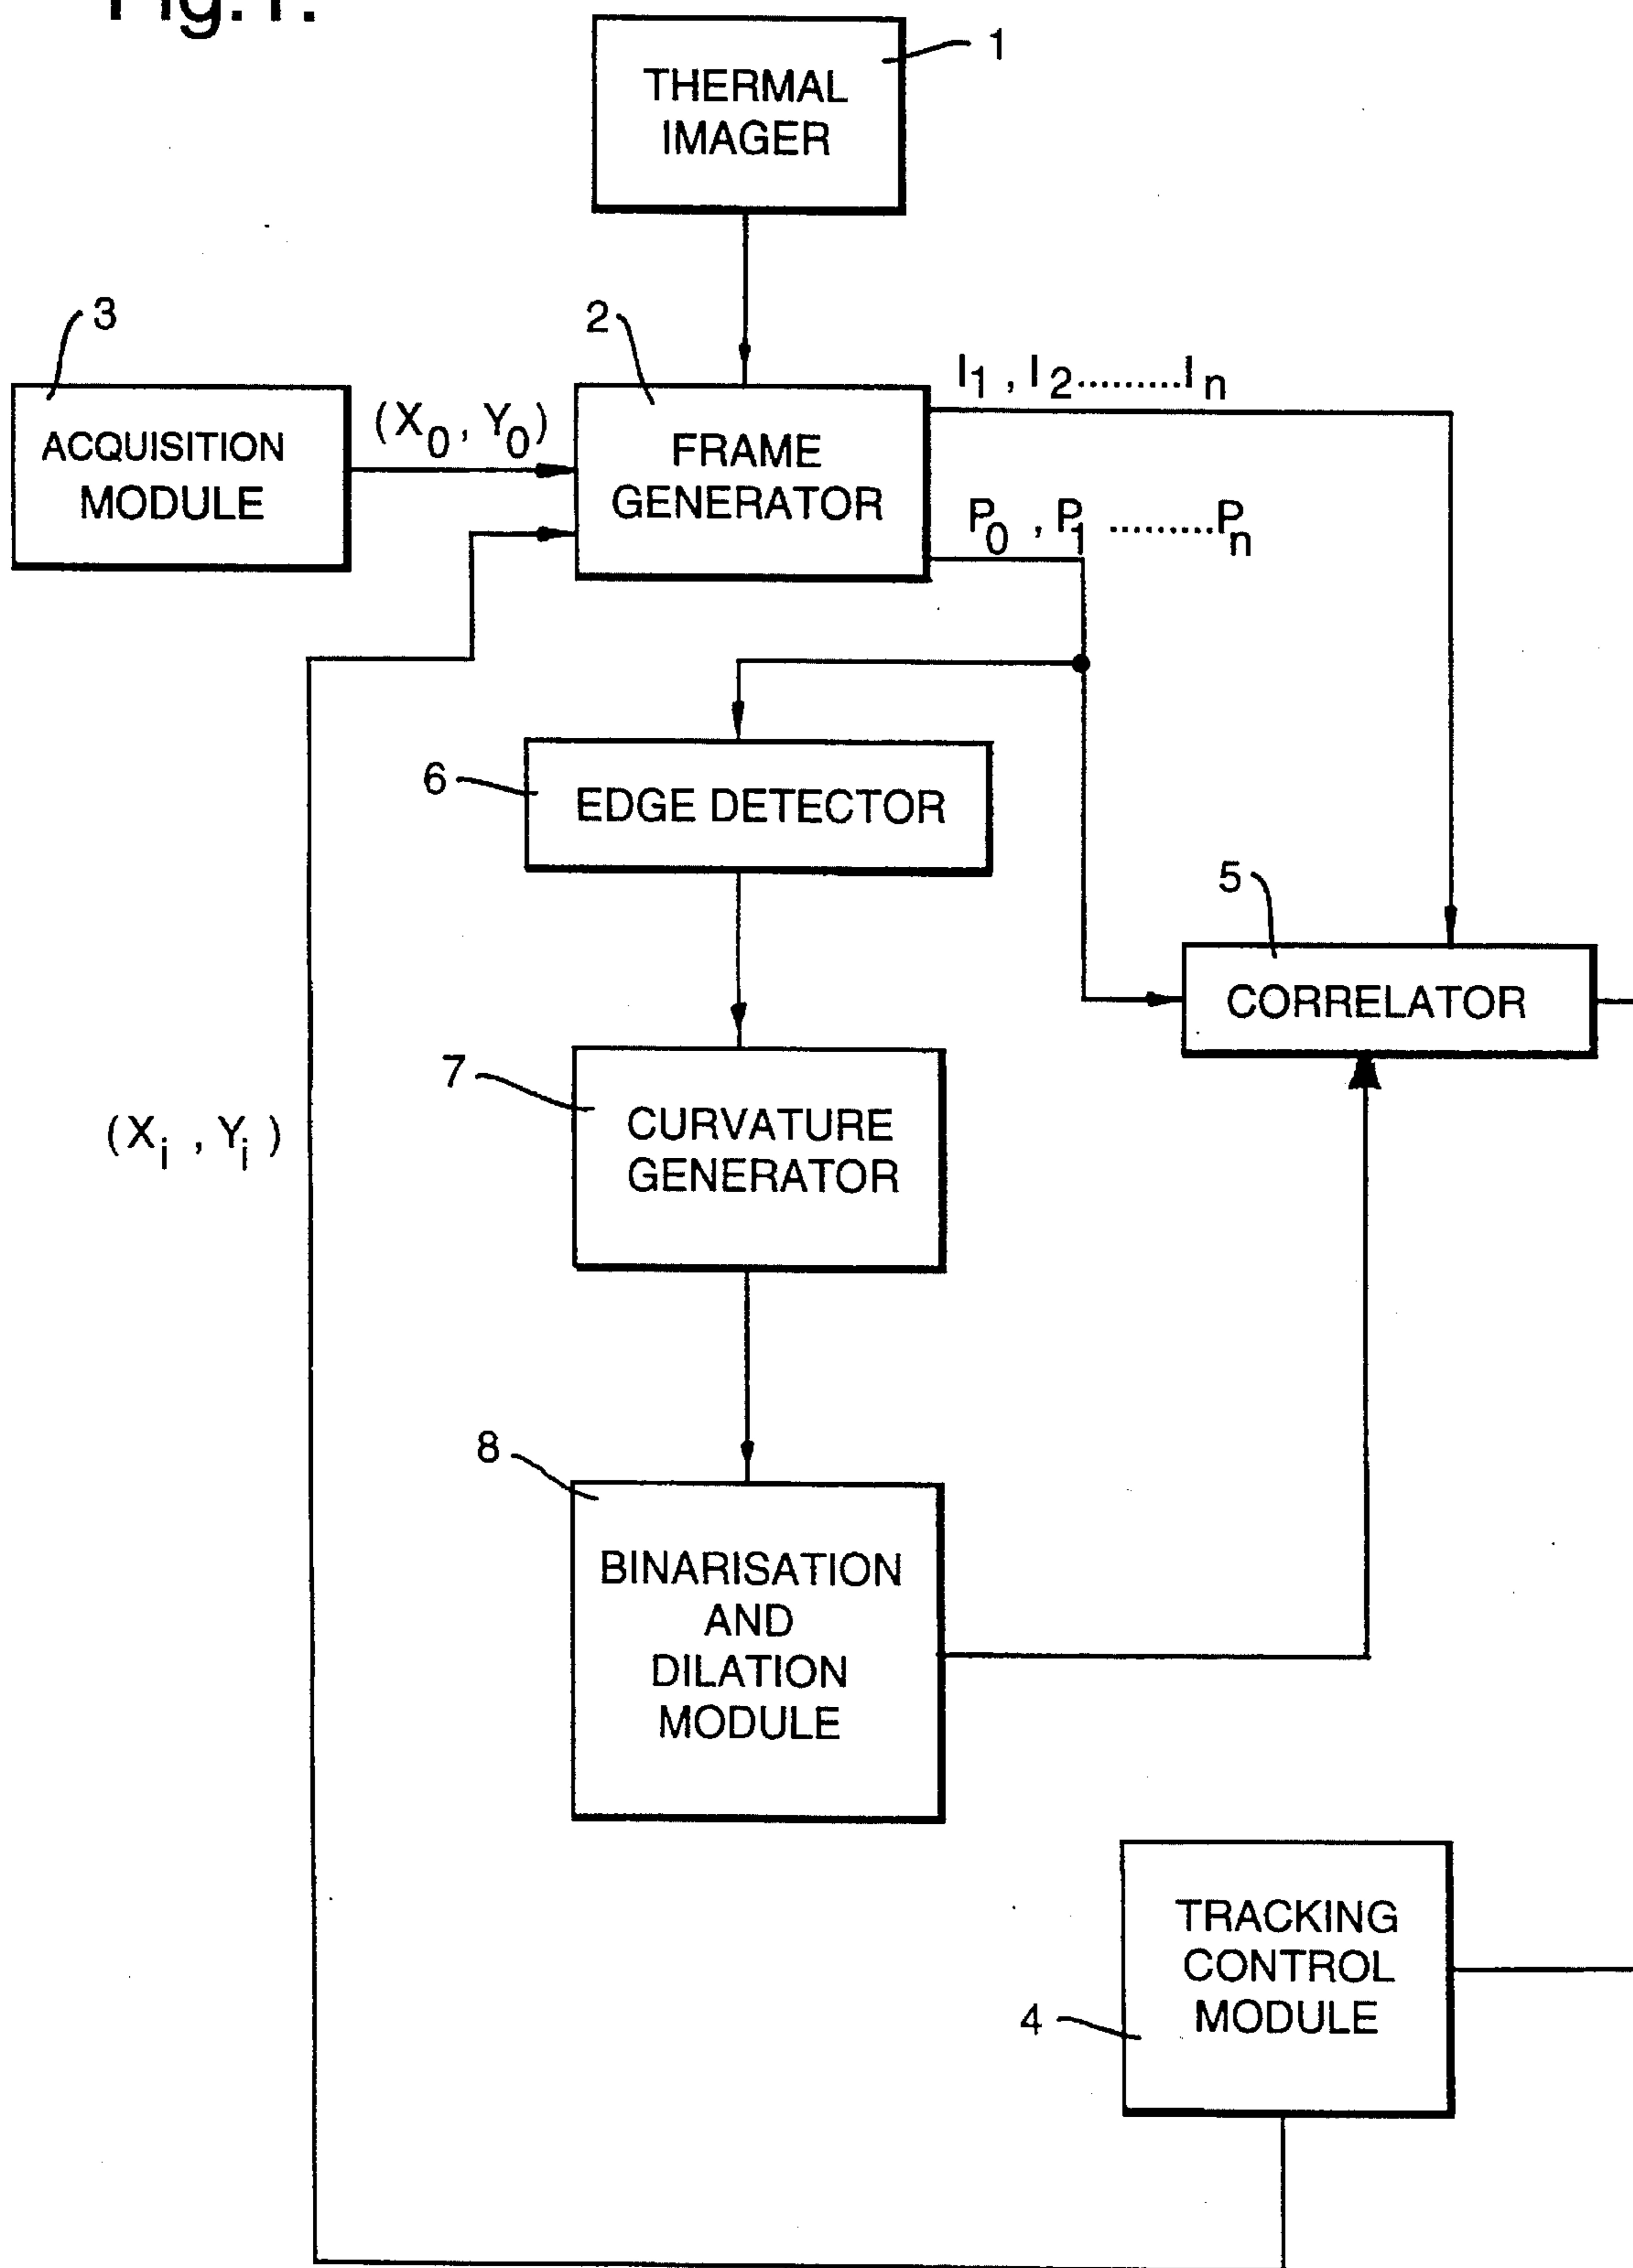 Fig.1.
1
THERMAL
IMAGER
3
2
I1 , I2.........In
ACQUISITION
MODULE
(X0 , Y0)
FRAME
GENERATOR
P0 , P1 .........Pn
6
EDGE DETECTOR
5
CORRELATOR
7
CURVATURE
GENERATOR
(Xi , Yi)
8
BINARISATION
AND
DILATION
MODULE
TRACKING
CONTROL
MODULE
4